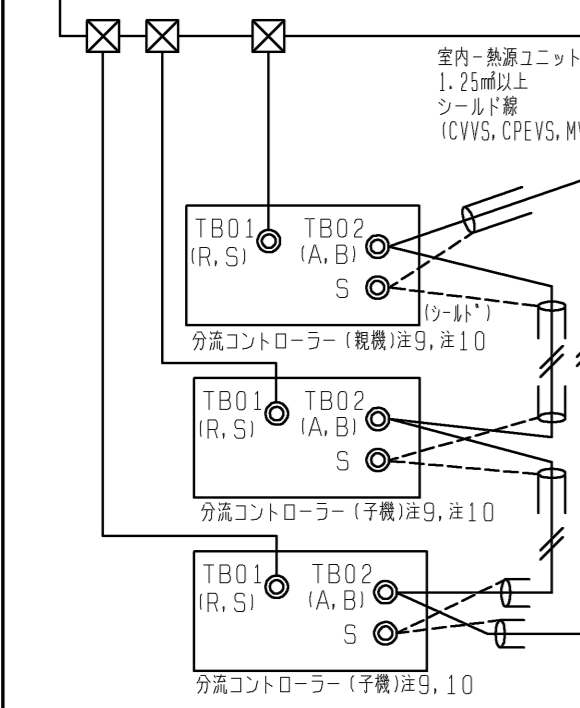 室内－熱源ユニット
1.25㎟以上
シールド線
(CVVS,CPEVS,M
TB01 TB02
(R,S) (A,B)
S
(シールド)
分流コントローラー(親機)注9,注10
TB01 TB02
(R,S) (A,B)
S
分流コントローラー(子機)注9,注10
TB01 TB02
(R,S) (A,B)
S
分流コントローラー(子機)注9,10